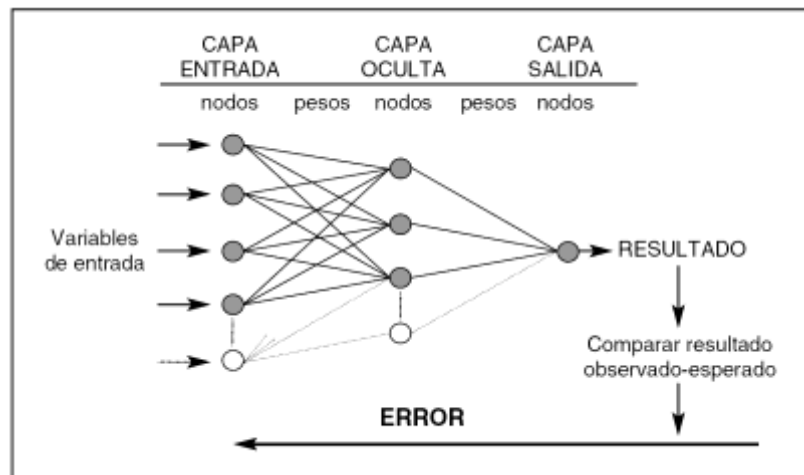 CAPA CAPA CAPA
ENTRADA OCULTA SALIDA
nodos pesos nodos pesos nodos
Variables
de entrada
RESULTADO
Comparar resultado
observado-esperado
ERROR